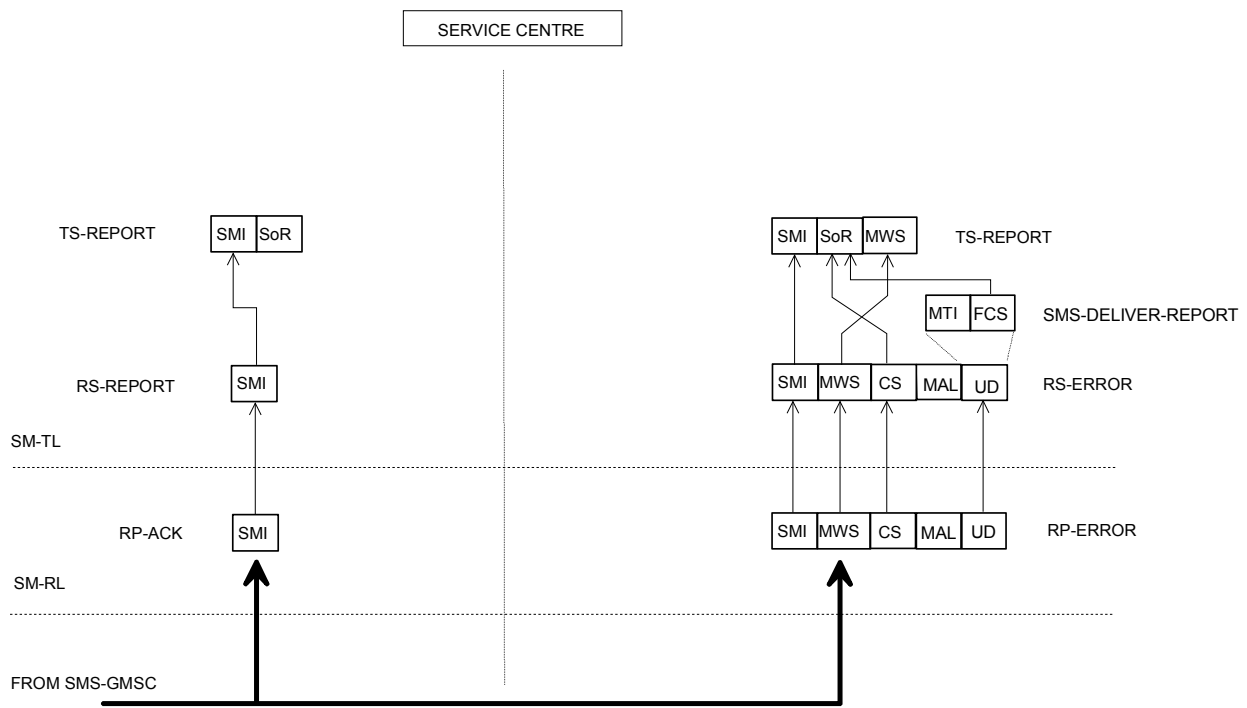 SERVICE CENTRE
TS-REPORT SMI SoR SMI SoR MWS TS-REPORT
MTI FCS SMS-DELIVER-REPORT
RS-REPORT SMI SMI MWS CS MAL UD RS-ERROR
SM-TL
RP-ACK SMI SMI MWS CS MAL UD RP-ERROR
SM-RL
FROM SMS-GMSC